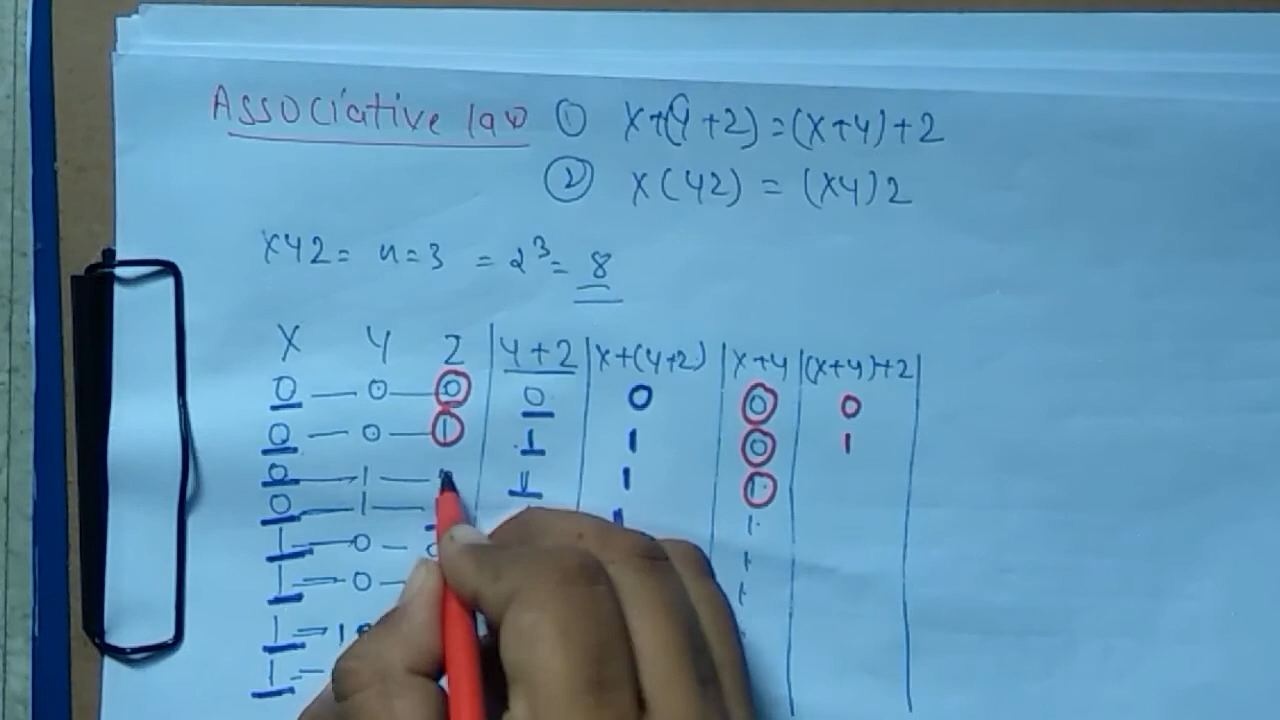 Associative law ① X+(Y+Z)=(X+Y)+Z
② X(YZ) = (XY)Z
XYZ = n=3 = 2³= 8
X Y Z | Y+Z | X+(Y+Z) | X+Y | (X+Y)+Z |
0 — 0 — 0 0 0 0 0
0 — 0 — 1 1 1 0 1
0 — 1 — 1 1 1
0 — 1 — 1
1 — 0 — 0 1
1 — 0 — 1
1 — 1
1 —